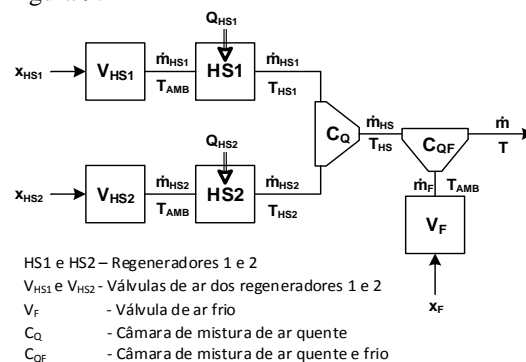 Q_HS1
x_HS1
V_HS1
ṁ_HS1
T_AMB
HS1
ṁ_HS1
T_HS1
C_Q
ṁ_HS
T_HS
C_QF
ṁ
T
Q_HS2
x_HS2
V_HS2
ṁ_HS2
T_AMB
HS2
ṁ_HS2
T_HS2
ṁ_F
T_AMB
V_F
x_F
HS1 e HS2 – Regeneradores 1 e 2
V_HS1 e V_HS2 - Válvulas de ar dos regeneradores 1 e 2
V_F - Válvula de ar frio
C_Q - Câmara de mistura de ar quente
C_QF - Câmara de mistura de ar quente e frio